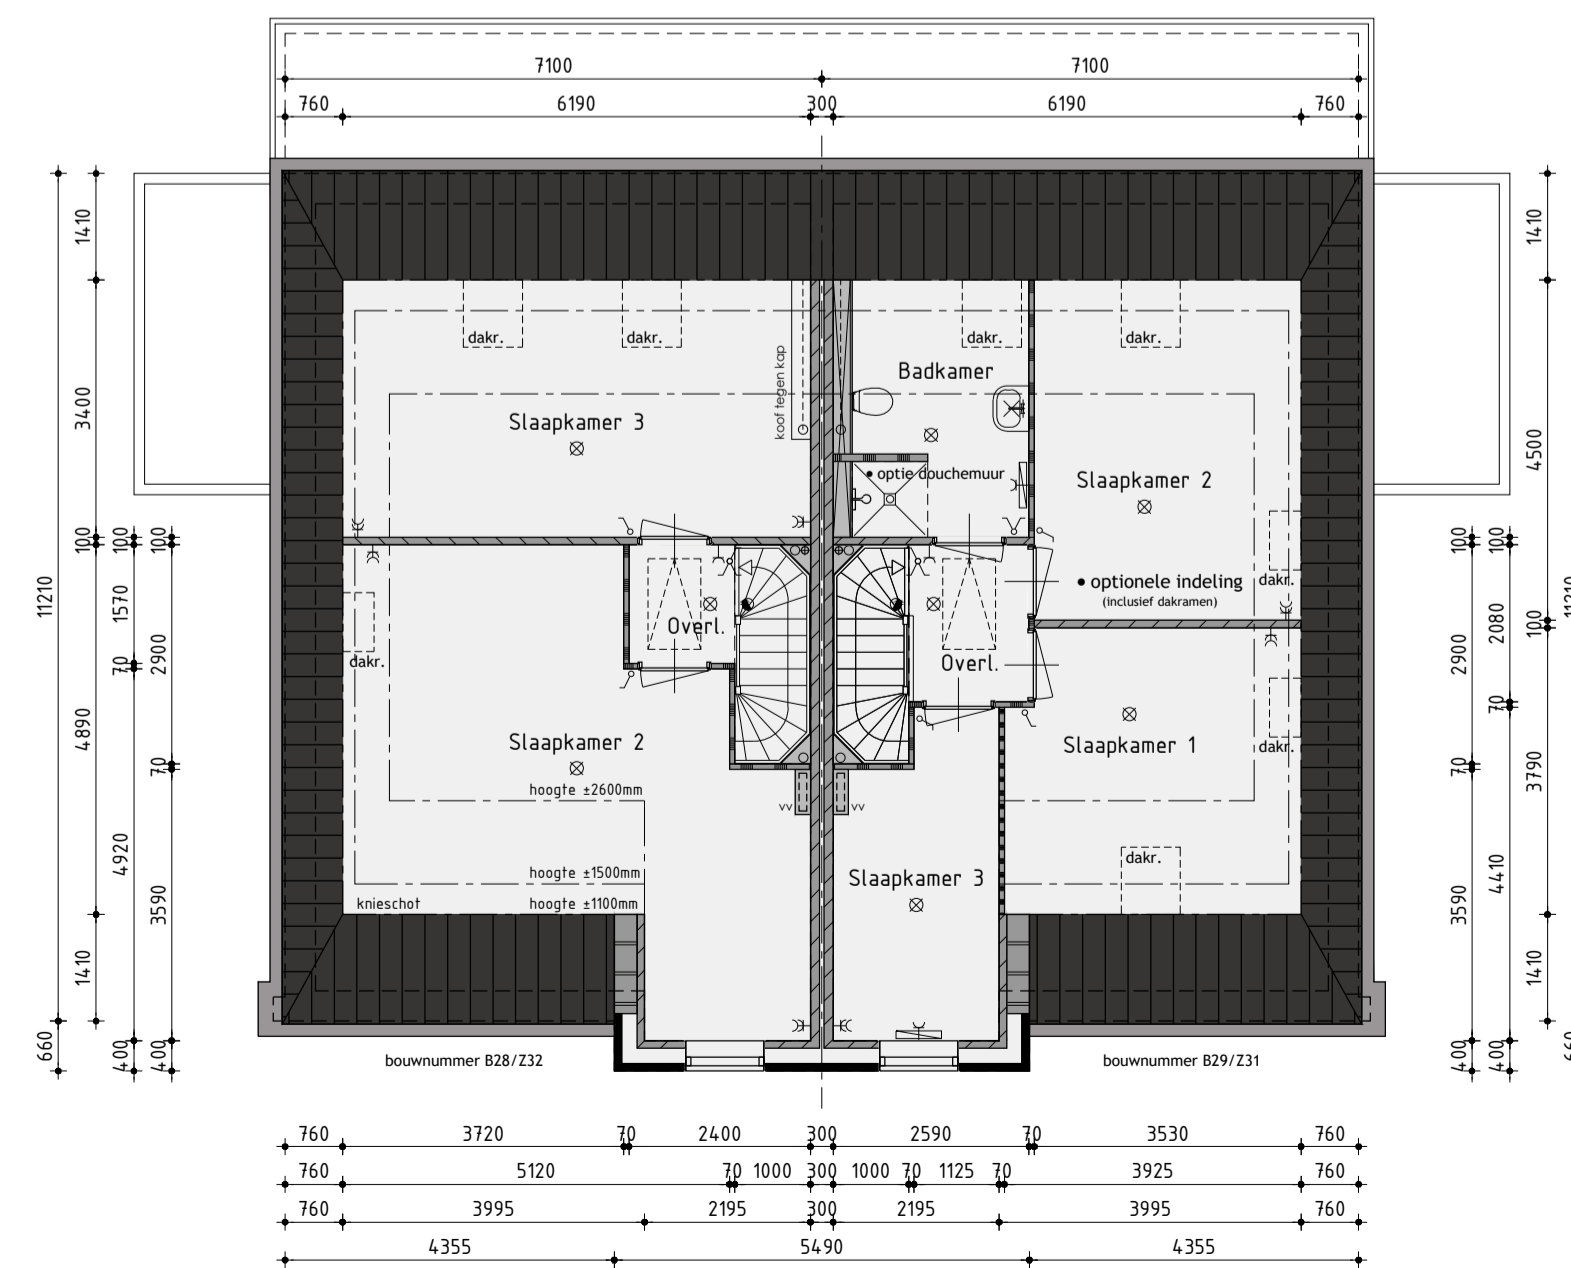 7100 7100
760 6190 300 6190 760
1410 1410
dakr. dakr. dakr. dakr.
koof tegen kap
Badkamer
3400
Slaapkamer 3
4500
• optie douchemuur
Slaapkamer 2
100 100 100 100 100
• optionele indeling
(inclusief dakramen)
dakr.
11210 1570 2900 70
Overl.
Overl.
dakr.
2900 2080 100 11210
70
4890
Slaapkamer 2
Slaapkamer 1
dakr.
70 70 3790
hoogte ±2600mm
vv vv
4920 3590
hoogte ±1500mm
Slaapkamer 3
dakr.
3590 4410
knieschot hoogte ±1100mm
1410 1410
660 400 400
bouwnummer B28/Z32
bouwnummer B29/Z31
400 400 660
760 3720 70 2400 300 2590 70 3530 760
760 5120 70 1000 300 1000 70 1125 70 3925 760
760 3995 2195 300 2195 3995 760
4355 5490 4355